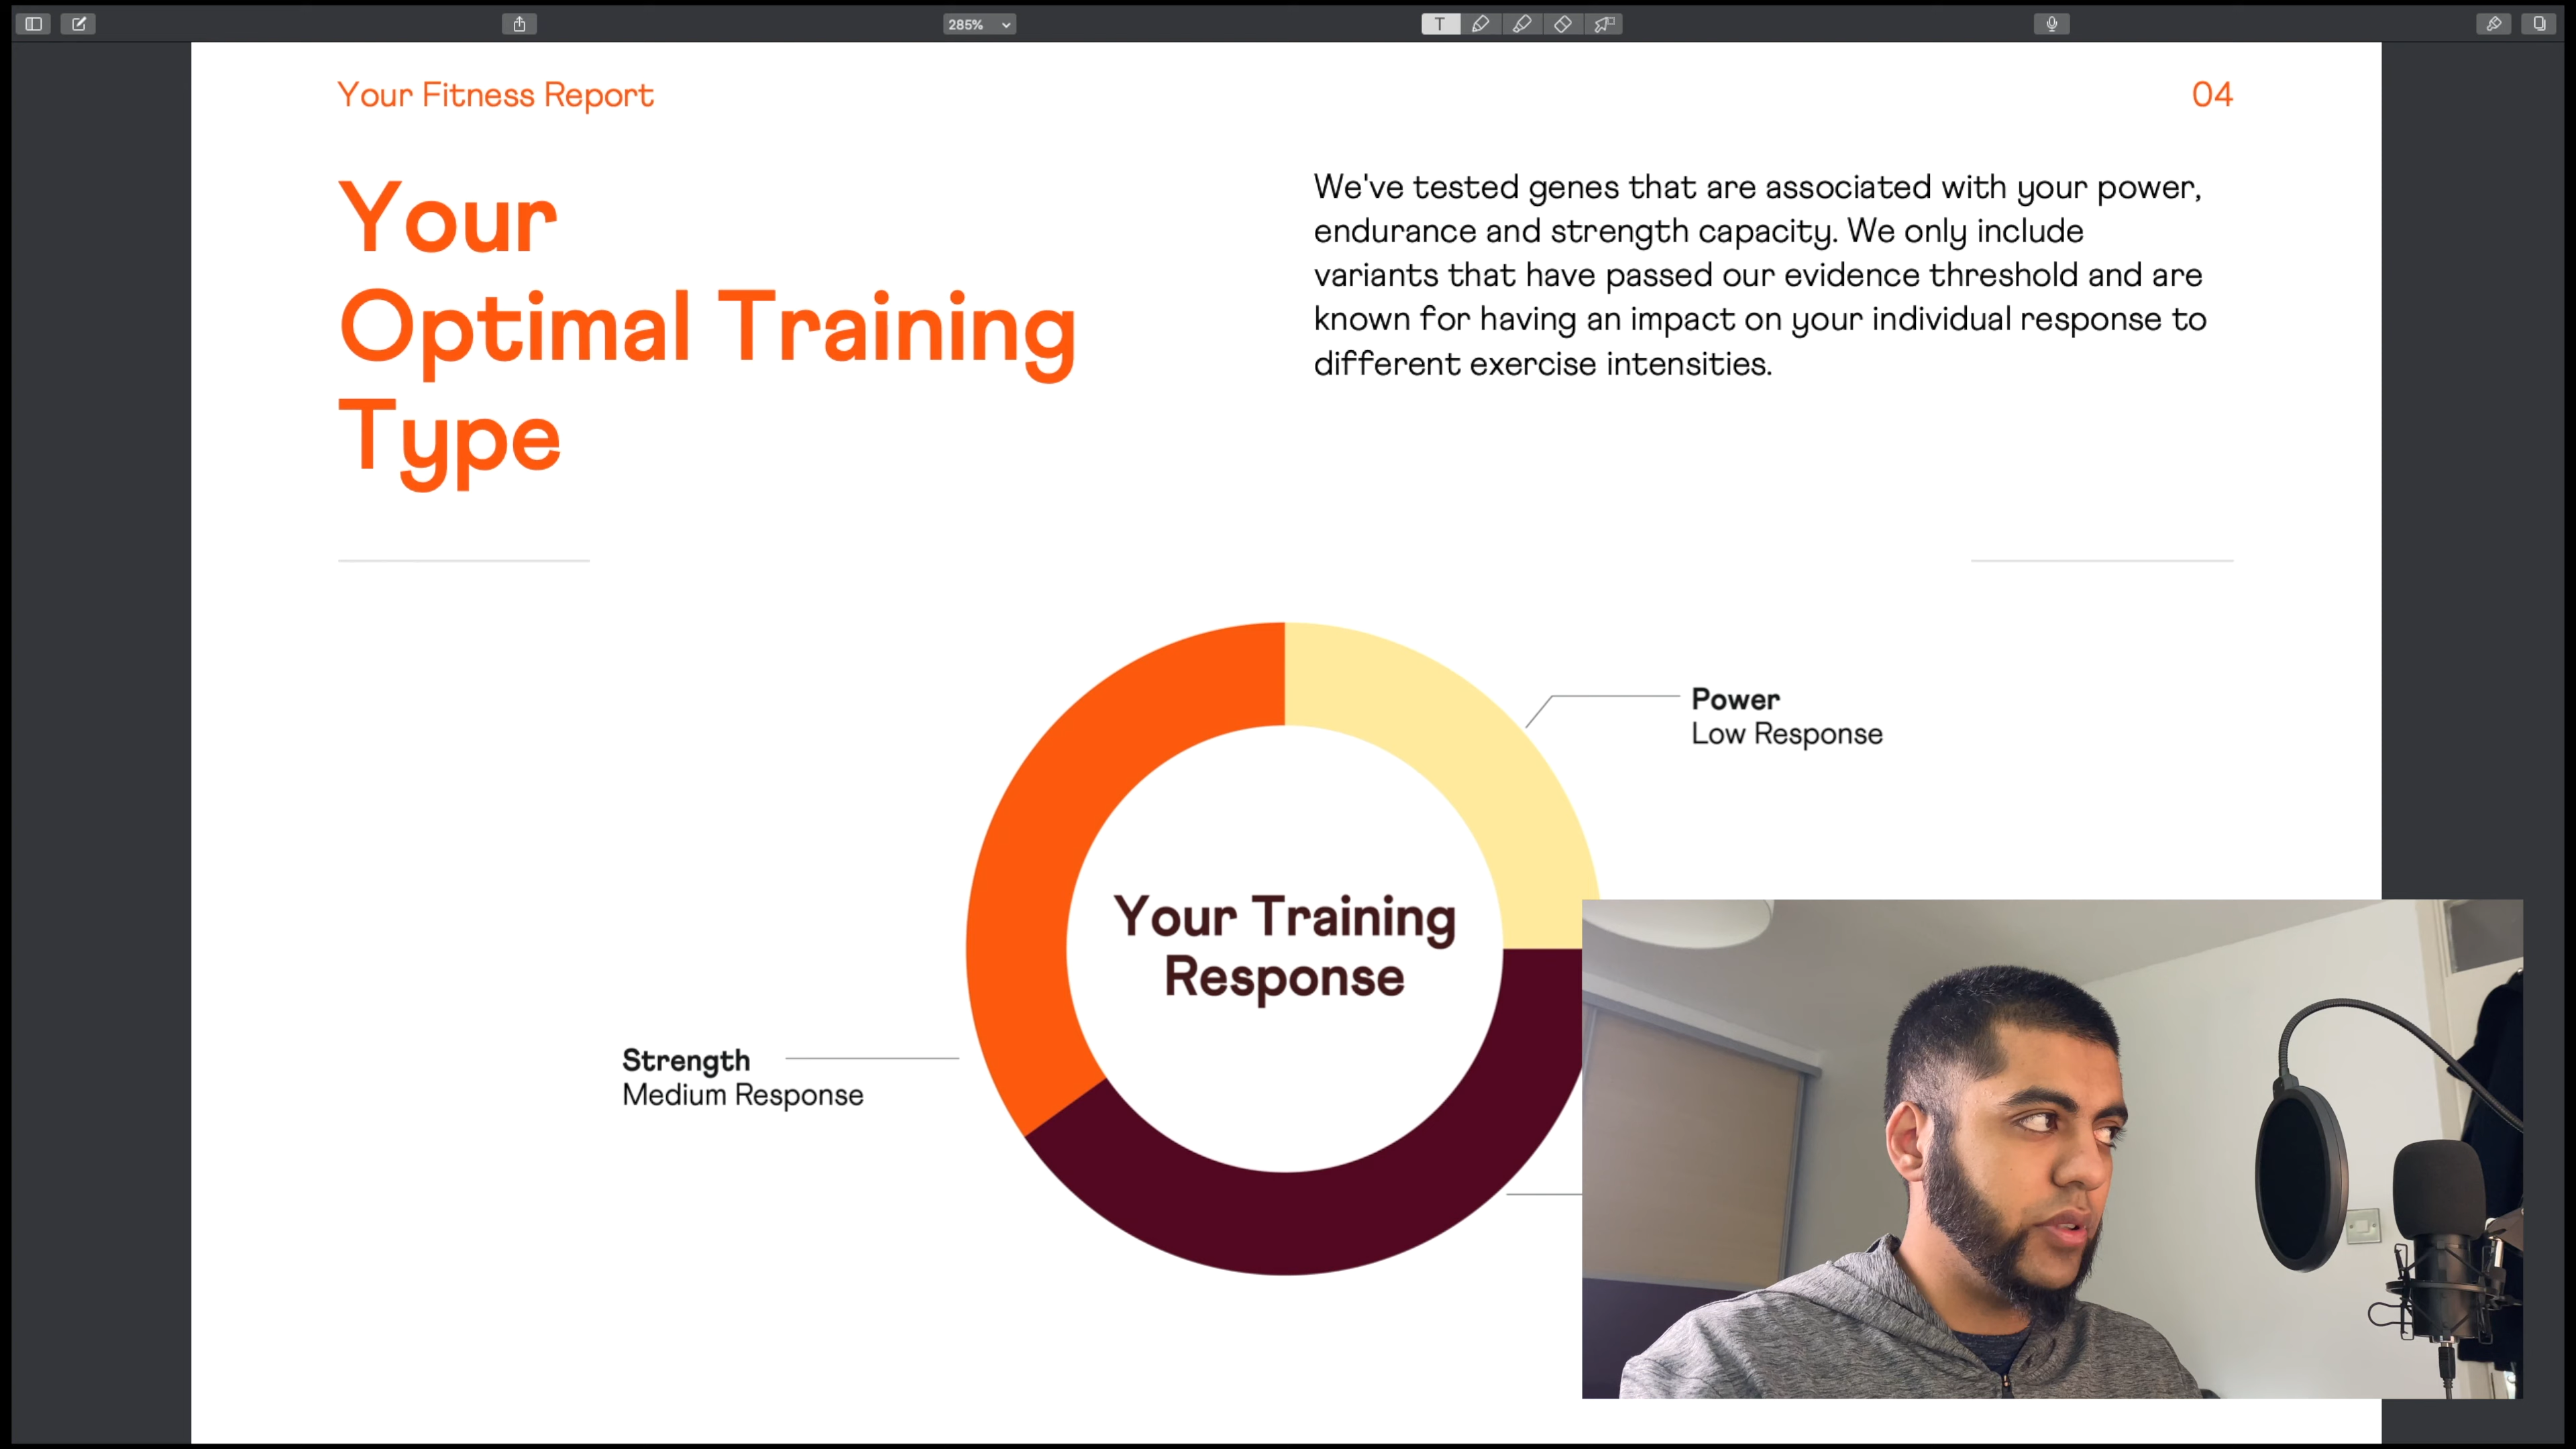 285%
T
Your Fitness Report
04
Your
Optimal Training
Type
We've tested genes that are associated with your power,
endurance and strength capacity. We only include
variants that have passed our evidence threshold and are
known for having an impact on your individual response to
different exercise intensities.
Power
Low Response
Your Training
Response
Strength
Medium Response